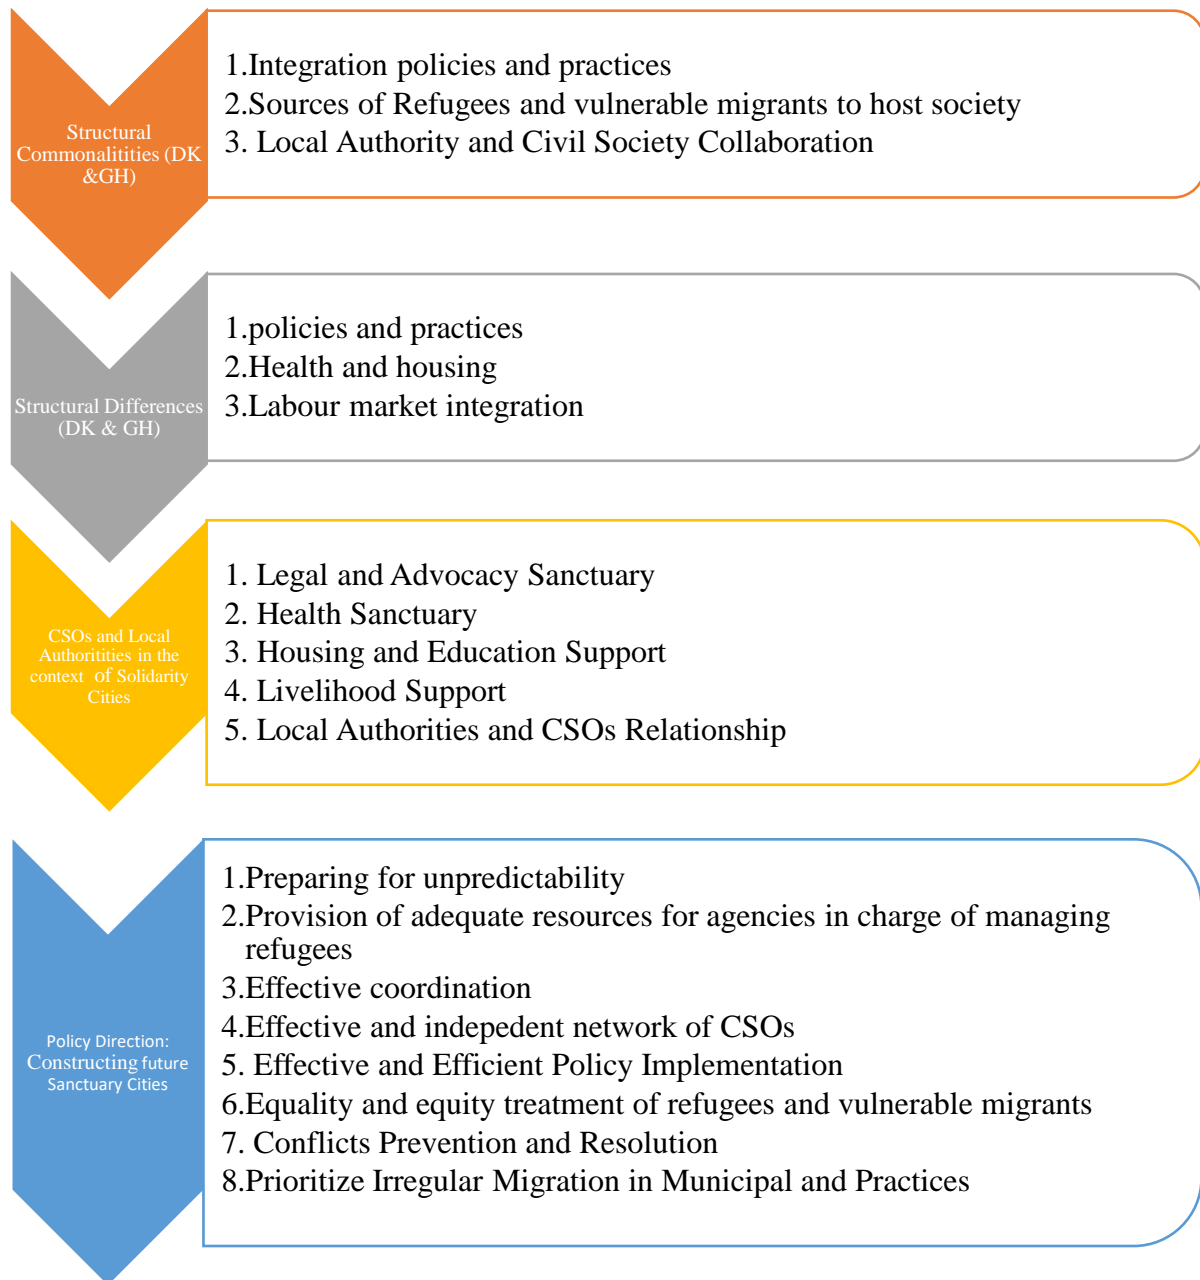 Structural
Commonalitities (DK
&GH)
1.Integration policies and practices
2.Sources of Refugees and vulnerable migrants to host society
3. Local Authority and Civil Society Collaboration
Structural Differences
(DK & GH)
1.policies and practices
2.Health and housing
3.Labour market integration
CSOs and Local
Authoritities in the
context of Solidarity
Cities
1. Legal and Advocacy Sanctuary
2. Health Sanctuary
3. Housing and Education Support
4. Livelihood Support
5. Local Authorities and CSOs Relationship
Policy Direction:
Constructing future
Sanctuary Cities
1.Preparing for unpredictability
2.Provision of adequate resources for agencies in charge of managing
refugees
3.Effective coordination
4.Effective and indepedent network of CSOs
5. Effective and Efficient Policy Implementation
6.Equality and equity treatment of refugees and vulnerable migrants
7. Conflicts Prevention and Resolution
8.Prioritize Irregular Migration in Municipal and Practices